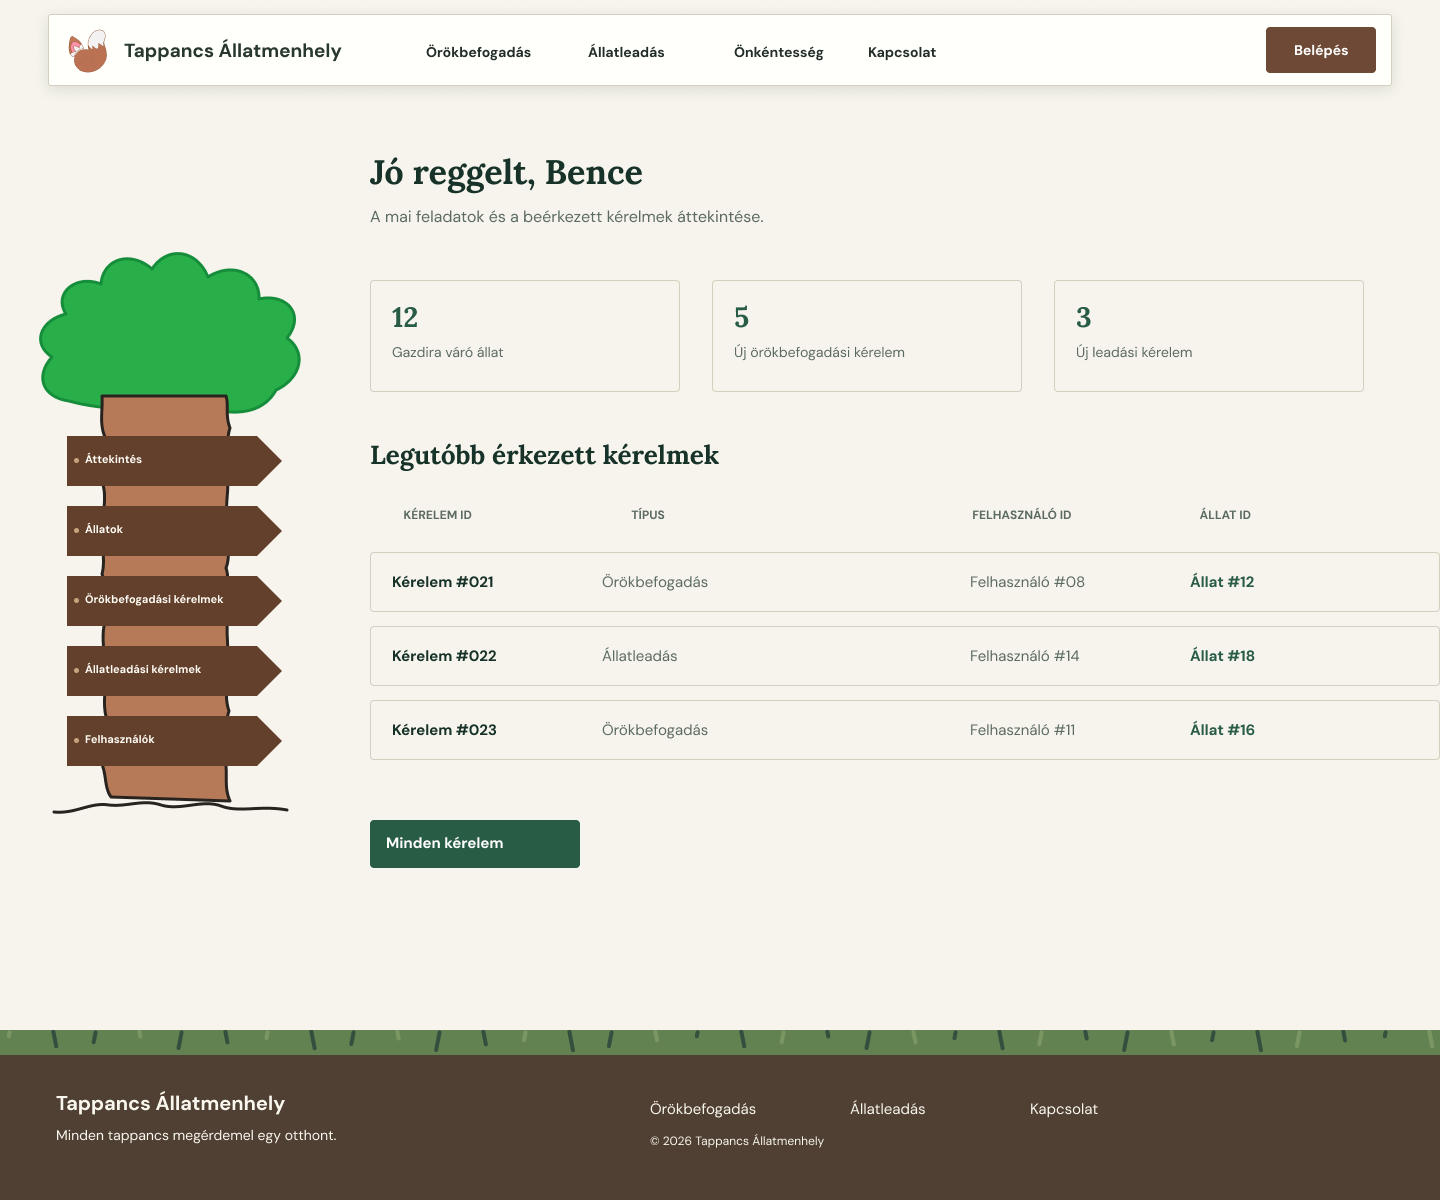 Tappancs Állatmenhely
Örökbefogadás
Állatleadás
Önkéntesség
Kapcsolat
Belépés
Jó reggelt, Bence
A mai feladatok és a beérkezett kérelmek áttekintése.
12
Gazdira váró állat
5
Új örökbefogadási kérelem
3
Új leadási kérelem
Áttekintés
Állatok
Örökbefogadási kérelmek
Állatleadási kérelmek
Felhasználók
Legutóbb érkezett kérelmek
KÉRELEM ID TÍPUS FELHASZNÁLÓ ID ÁLLAT ID
Kérelem #021 Örökbefogadás Felhasználó #08 Állat #12
Kérelem #022 Állatleadás Felhasználó #14 Állat #18
Kérelem #023 Örökbefogadás Felhasználó #11 Állat #16
Minden kérelem
Tappancs Állatmenhely
Minden tappancs megérdemel egy otthont.
Örökbefogadás
Állatleadás
Kapcsolat
© 2026 Tappancs Állatmenhely